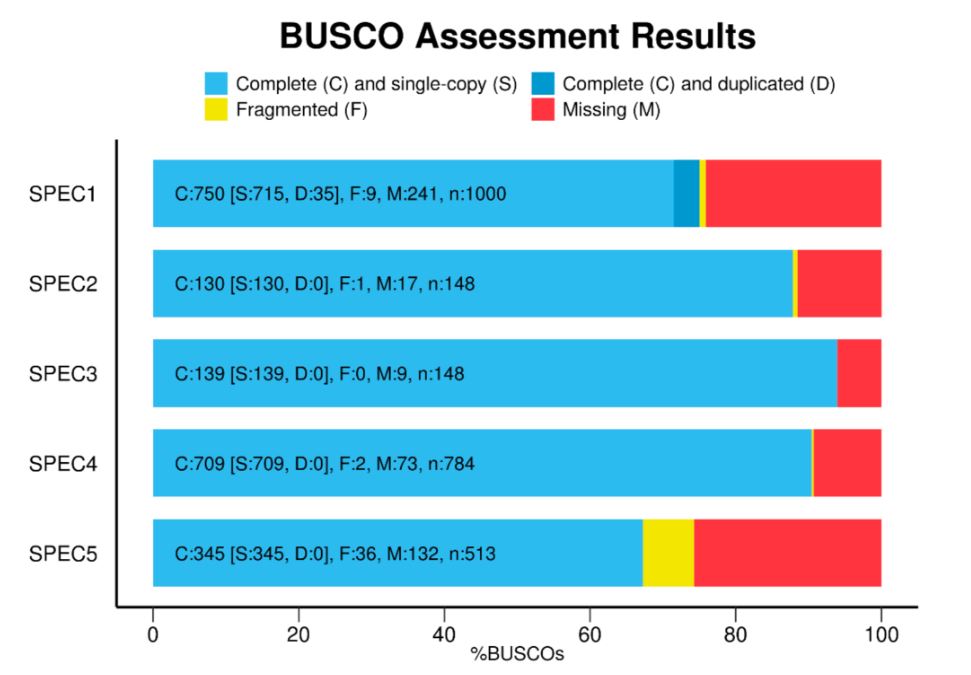 BUSCO Assessment Results
Complete (C) and single-copy (S) Complete (C) and duplicated (D)
Fragmented (F) Missing (M)
SPEC1 C:750 [S:715, D:35], F:9, M:241, n:1000
SPEC2 C:130 [S:130, D:0], F:1, M:17, n:148
SPEC3 C:139 [S:139, D:0], F:0, M:9, n:148
SPEC4 C:709 [S:709, D:0], F:2, M:73, n:784
SPEC5 C:345 [S:345, D:0], F:36, M:132, n:513
0 20 40 60 80 100
%BUSCOs